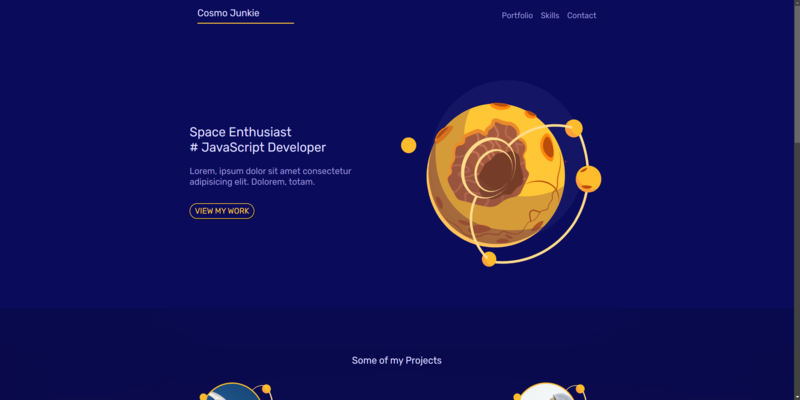 Cosmo Junkie
Portfolio Skills Contact
Space Enthusiast
# JavaScript Developer
Lorem, ipsum dolor sit amet consectetur
adipisicing elit. Dolorem, totam.
VIEW MY WORK
Some of my Projects